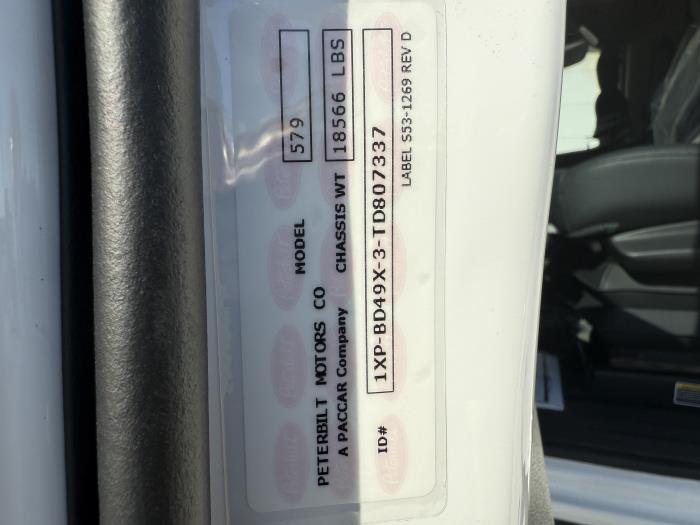 MODEL 579
PETERBILT MOTORS CO
A PACCAR Company CHASSIS WT 18566 LBS
ID# 1XP-BD49X-3-TD807337
LABEL S53-1269 REV D